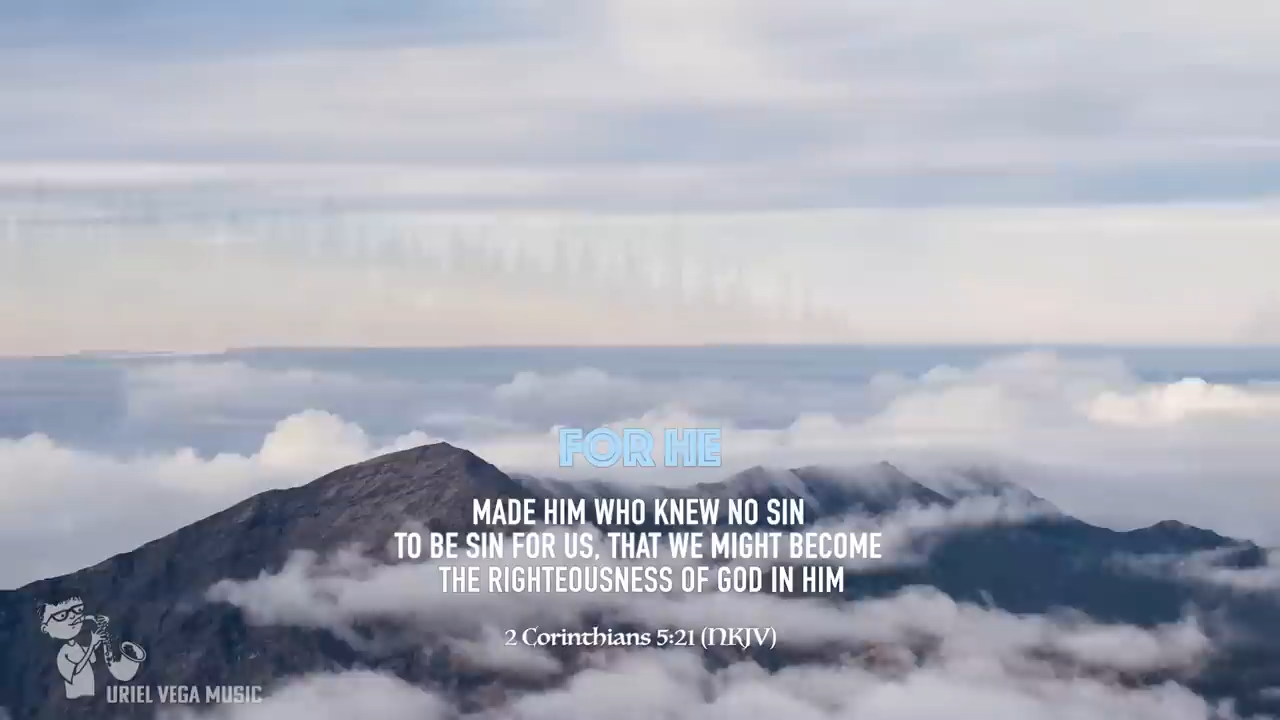 FOR HE
MADE HIM WHO KNEW NO SIN
TO BE SIN FOR US, THAT WE MIGHT BECOME
THE RIGHTEOUSNESS OF GOD IN HIM
2 Corinthians 5:21 (NKJV)
URIEL VEGA MUSIC